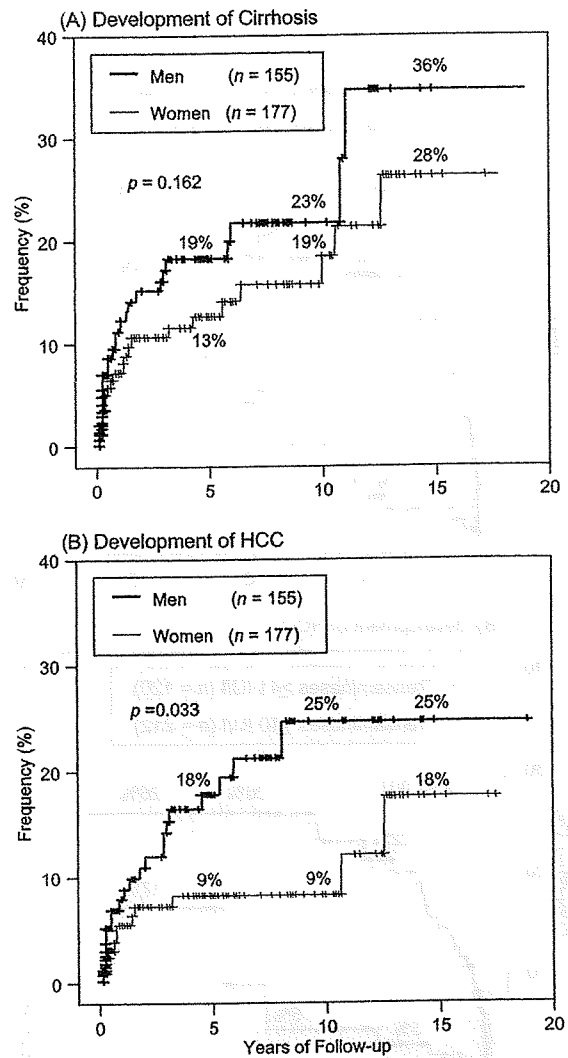 (A) Development of Cirrhosis
40
30
20
10
0
Frequency (%)
Men (n = 155)
Women (n = 177)
p = 0.162
36%
28%
23%
19%
19%
13%
0 5 10 15 20
(B) Development of HCC
40
30
20
10
0
Frequency (%)
Men (n = 155)
Women (n = 177)
p = 0.033
25% 25%
18%
18%
9% 9%
0 5 10 15 20
Years of Follow-up